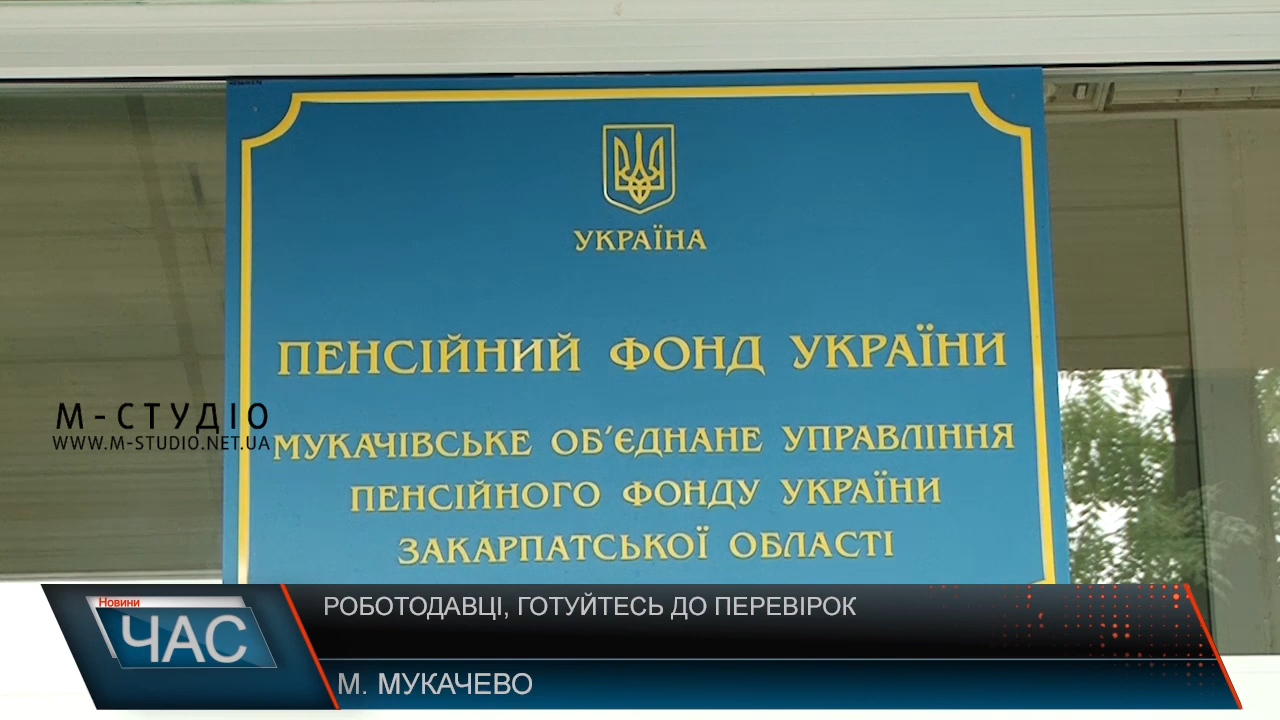 УКРАЇНА
ПЕНСІЙНИЙ ФОНД УКРАЇНИ
М-СТУДІО
WWW.M-STUDIO.NET.UA
МУКАЧІВСЬКЕ ОБ'ЄДНАНЕ УПРАВЛІННЯ
ПЕНСІЙНОГО ФОНДУ УКРАЇНИ
ЗАКАРПАТСЬКОЇ ОБЛАСТІ
Новини
ЧАС
РОБОТОДАВЦІ, ГОТУЙТЕСЬ ДО ПЕРЕВІРОК
М. МУКАЧЕВО